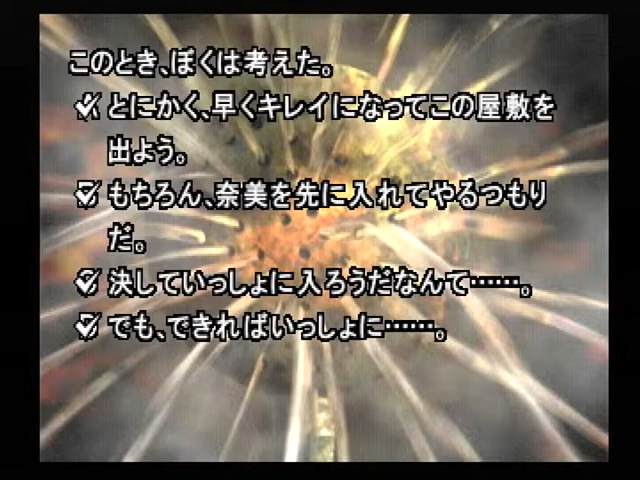 このとき、ぼくは考えた。
とにかく、早くキレイになってこの屋敷を
出よう。
もちろん、奈美を先に入れてやるつもり
だ。
決していっしょに入ろうだなんて……。
でも、できればいっしょに……。